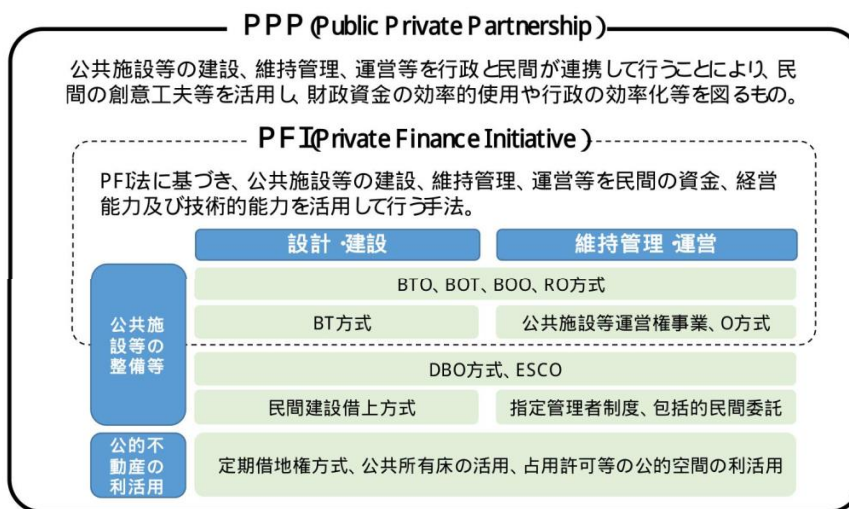 PPP(Public Private Partnership)
公共施設等の建設、維持管理、運営等を行政と民間が連携して行うことにより、民
間の創意工夫等を活用し、財政資金の効率的使用や行政の効率化等を図るもの。
PFI(Private Finance Initiative)
PFI法に基づき、公共施設等の建設、維持管理、運営等を民間の資金、経営
能力及び技術的能力を活用して行う手法。
設計・建設
維持管理・運営
公共施
設等の
整備等
BTO、BOT、BOO、RO方式
BT方式
公共施設等運営権事業、O方式
DBO方式、ESCO
民間建設借上方式
指定管理者制度、包括的民間委託
公的不
動産の
利活用
定期借地権方式、公共所有床の活用、占用許可等の公的空間の利活用